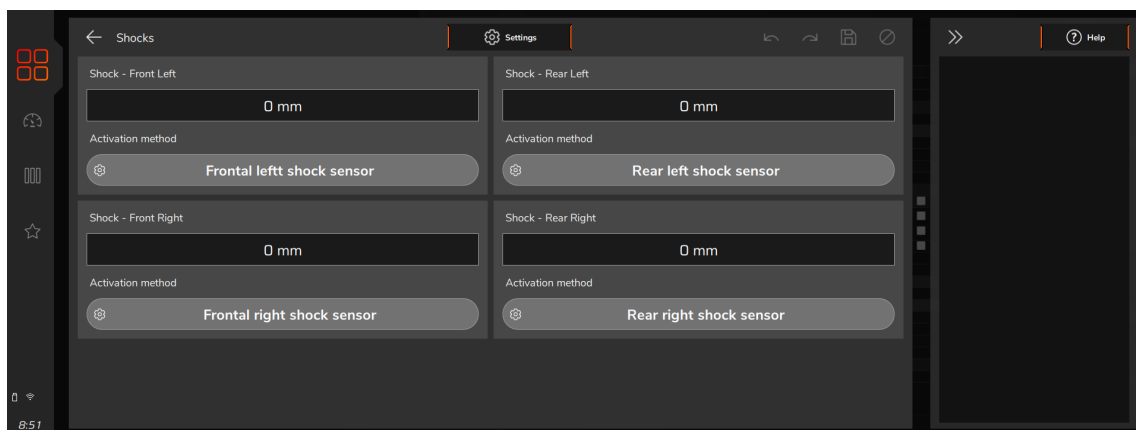 Shocks
Settings
Help
Shock - Front Left
0 mm
Activation method
Frontal leftt shock sensor
Shock - Rear Left
0 mm
Activation method
Rear left shock sensor
Shock - Front Right
0 mm
Activation method
Frontal right shock sensor
Shock - Rear Right
0 mm
Activation method
Rear right shock sensor
8:51